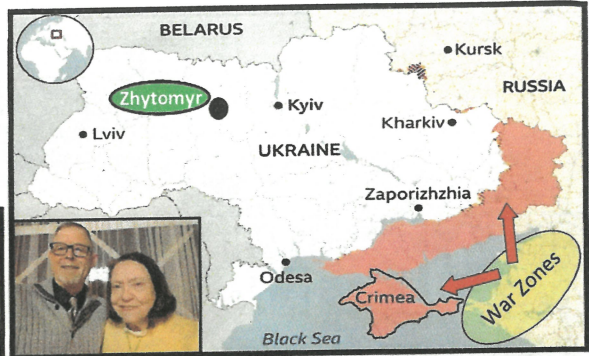 BELARUS
Kursk
RUSSIA
Zhytomyr
Kyiv
Kharkiv
Lviv
UKRAINE
Zaporizhzhia
Odesa
Crimea
War Zones
Black Sea